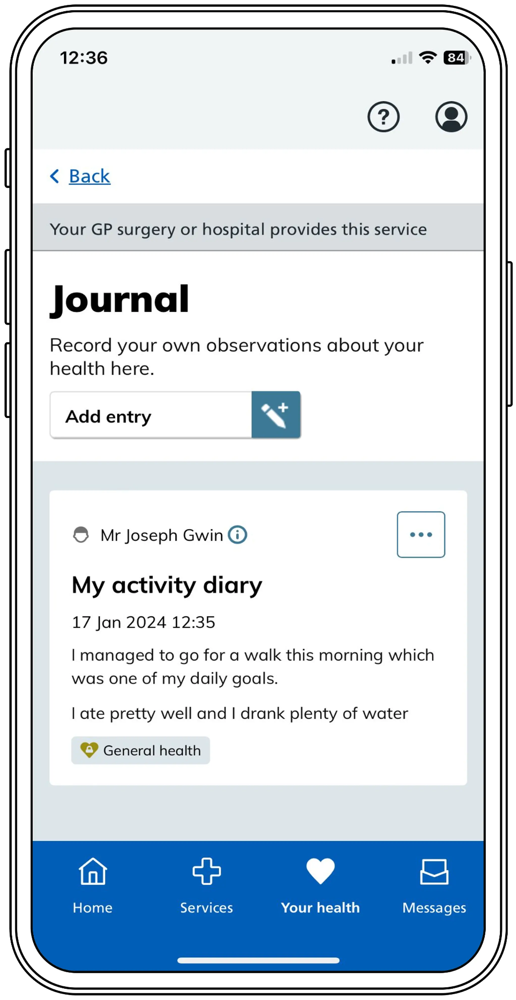 12:36
84
?
Back
Your GP surgery or hospital provides this service
Journal
Record your own observations about your
health here.
Add entry
Mr Joseph Gwin
My activity diary
17 Jan 2024 12:35
I managed to go for a walk this morning which
was one of my daily goals.
I ate pretty well and I drank plenty of water
General health
Home Services Your health Messages